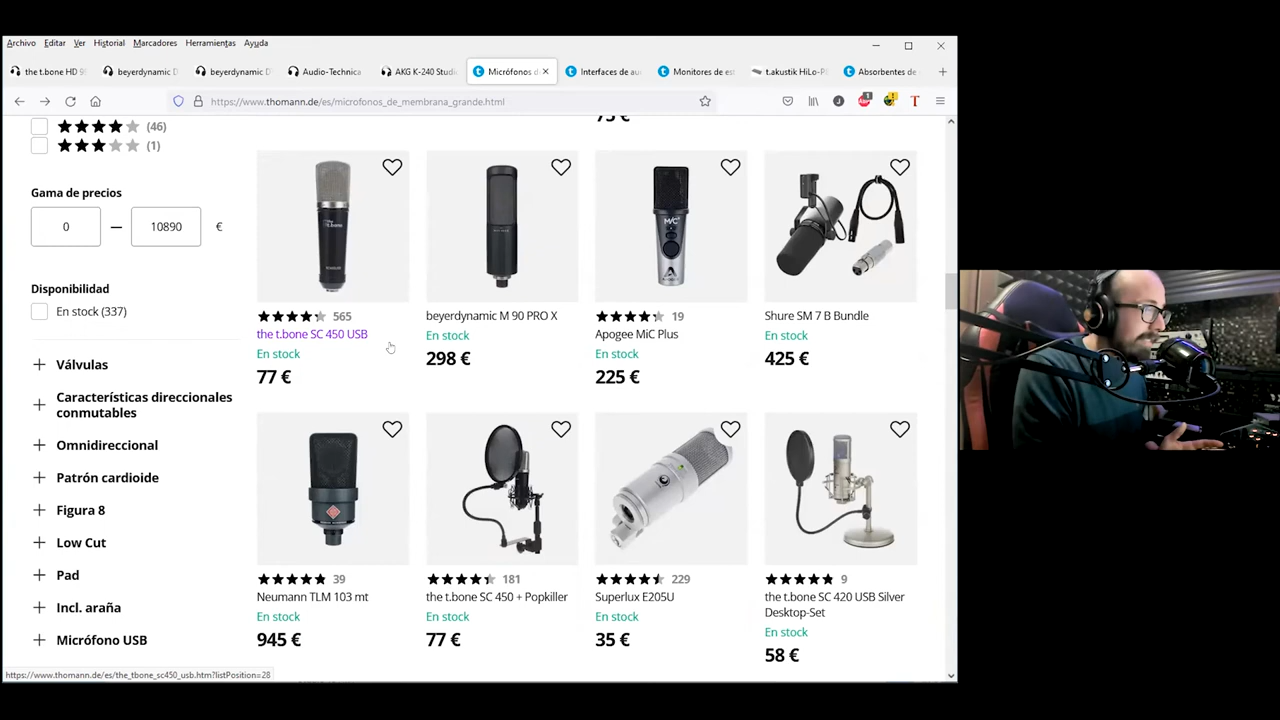 Archivo Editar Ver Historial Marcadores Herramientas Ayuda
the t.bone HD 9 beyerdynamic D beyerdynamic D Audio-Technica AKG K-240 Studi Micrófonos d Interfaces de au Monitores de es t.akustik HiLo-P Absorbentes de
https://www.thomann.de/es/microfonos_de_membrana_grande.html
(46)
(1)
75 €
Gama de precios
0 — 10890 €
Disponibilidad
En stock (337)
Válvulas
Características direccionales
conmutables
Omnidireccional
Patrón cardioide
Figura 8
Low Cut
Pad
Incl. araña
Micrófono USB
565
the t.bone SC 450 USB
En stock
77 €
beyerdynamic M 90 PRO X
En stock
298 €
19
Apogee MiC Plus
En stock
225 €
Shure SM 7 B Bundle
En stock
425 €
39
Neumann TLM 103 mt
En stock
945 €
181
the t.bone SC 450 + Popkiller
En stock
77 €
229
Superlux E205U
En stock
35 €
9
the t.bone SC 420 USB Silver
Desktop-Set
En stock
58 €
https://www.thomann.de/es/the_tbone_sc450_usb.htm?listPosition=28